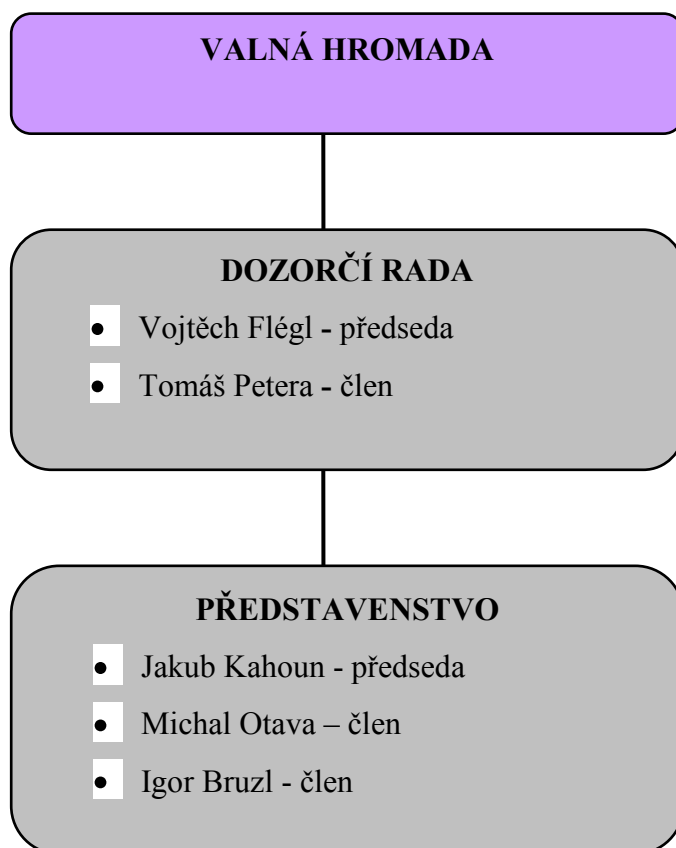 VALNÁ HROMADA
DOZORČÍ RADA
• Vojtěch Flégl - předseda
• Tomáš Petera - člen
PŘEDSTAVENSTVO
• Jakub Kahoun - předseda
• Michal Otava – člen
• Igor Bruzl - člen